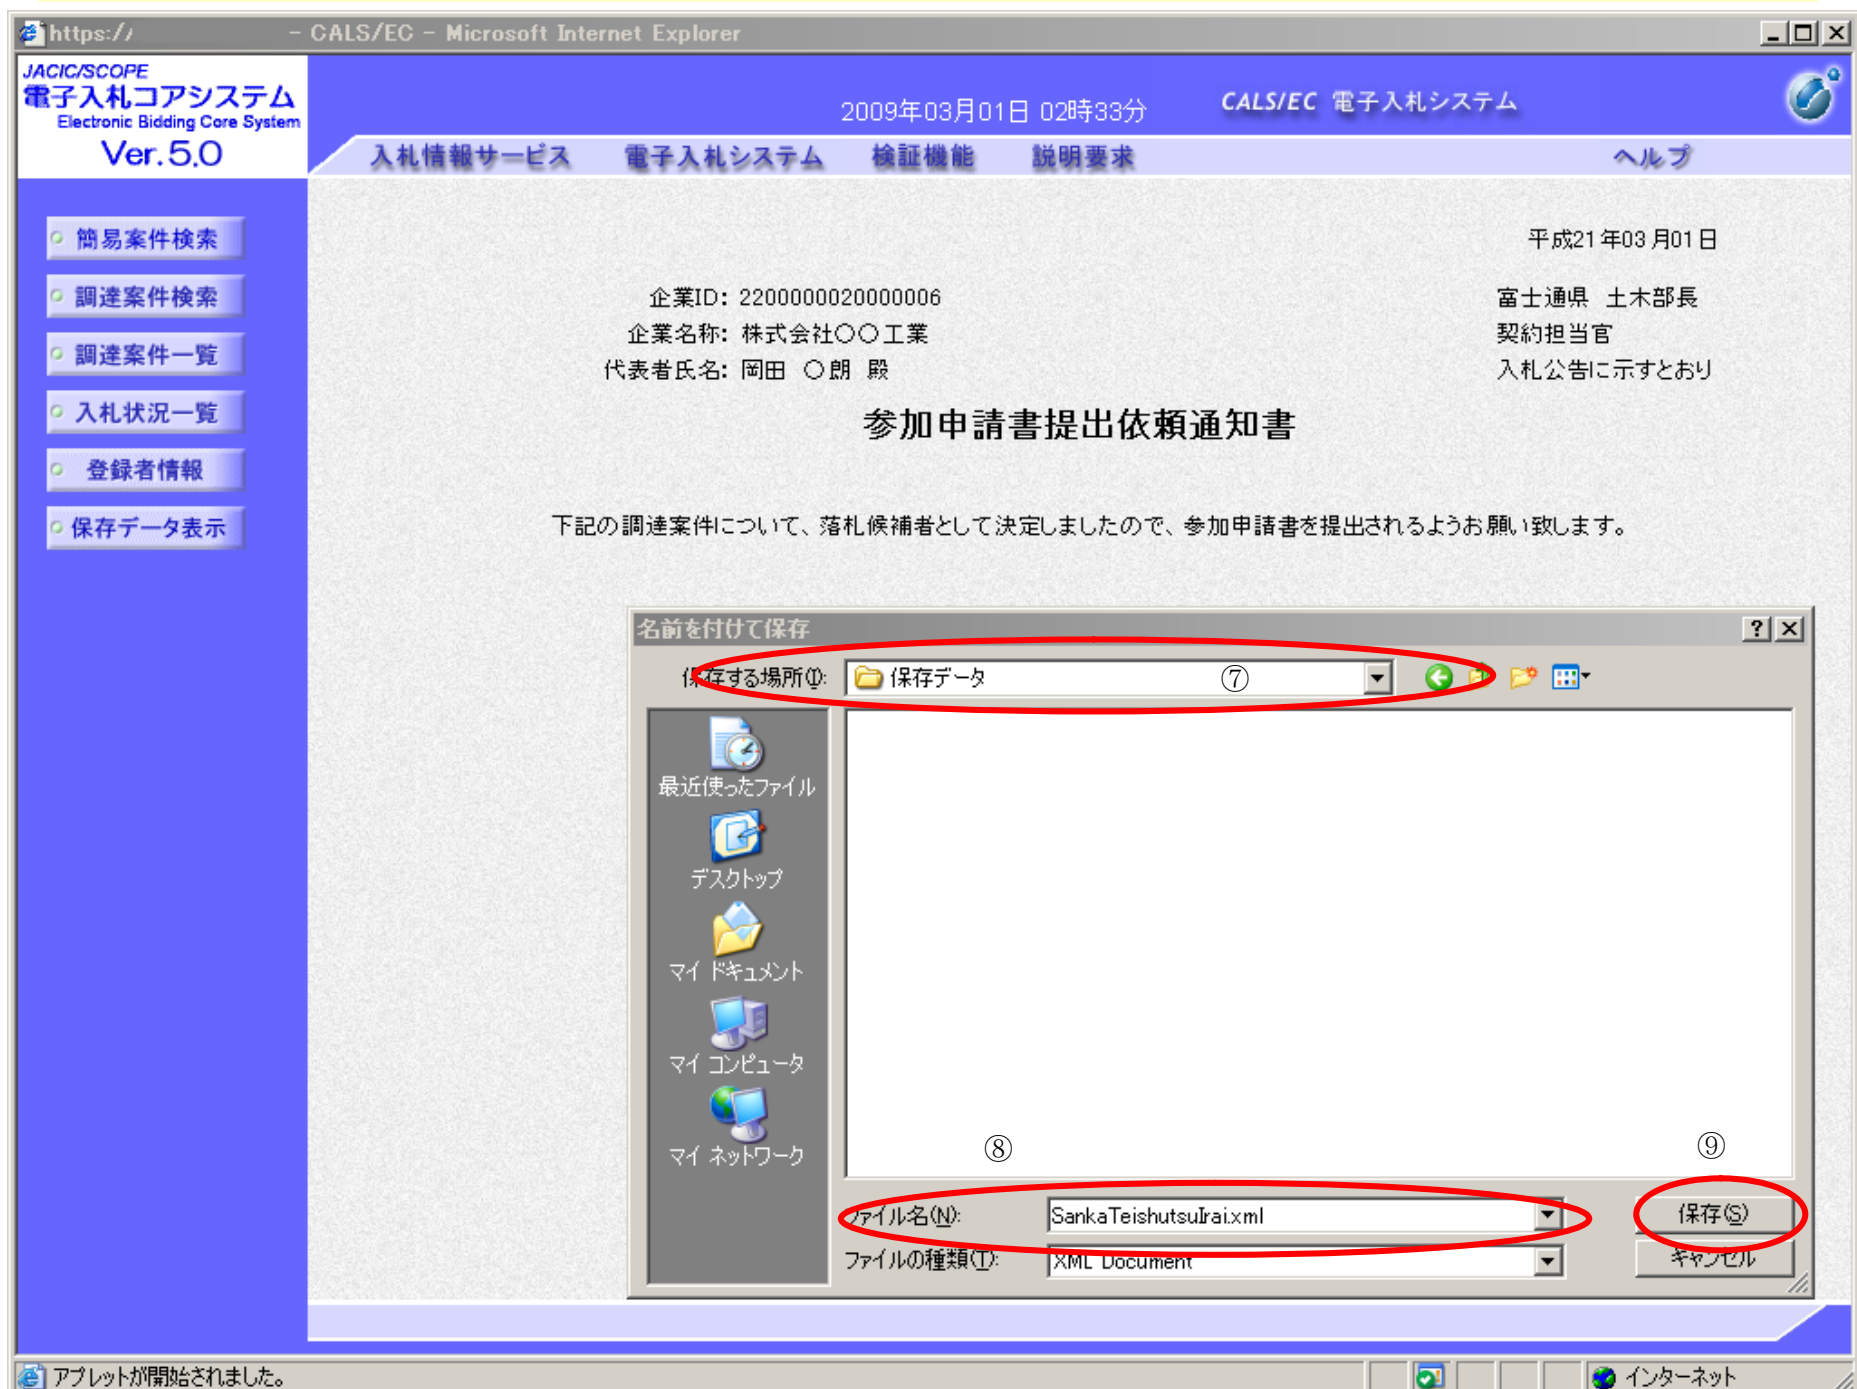 https:// - CALS/EC - Microsoft Internet Explorer
JACIC/SCOPE
電子入札コアシステム
Electronic Bidding Core System
Ver.5.0
2009年03月01日 02時33分
CALS/EC 電子入札システム
入札情報サービス 電子入札システム 検証機能 説明要求 ヘルプ
簡易案件検索
調達案件検索
調達案件一覧
入札状況一覧
登録者情報
保存データ表示
平成21年03月01日
企業ID: 2200000020000006
企業名称: 株式会社〇〇工業
代表者氏名: 岡田 〇朗 殿
富士通県 土木部長
契約担当官
入札公告に示すとおり
参加申請書提出依頼通知書
下記の調達案件について、落札候補者として決定しましたので、参加申請書を提出されるようお願い致します。
名前を付けて保存
保存する場所(I): 保存データ ⑦
最近使ったファイル
デスクトップ
マイ ドキュメント
マイ コンピュータ
マイ ネットワーク
⑧
⑨
ファイル名(N): SankaTeishutsuIrai.xml 保存(S)
ファイルの種類(T): XML Document キャンセル
アプレットが開始されました。 インターネット